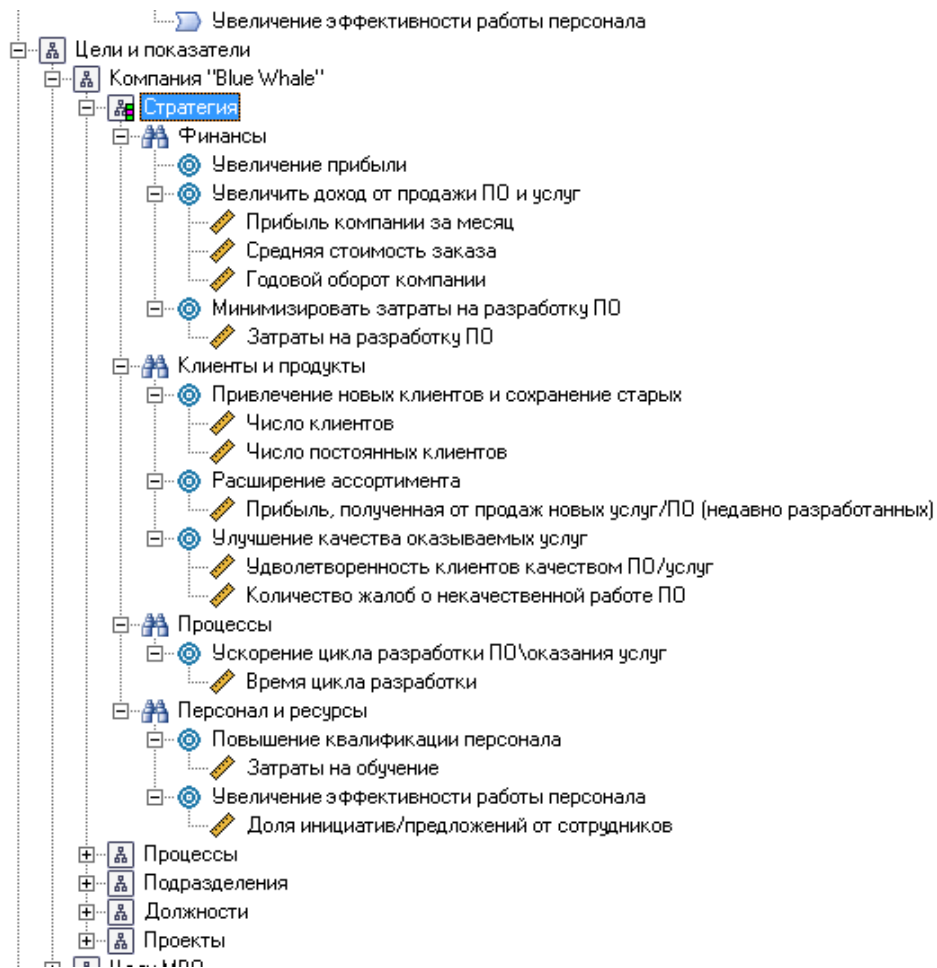 Увеличение эффективности работы персонала
Цели и показатели
Компания "Blue Whale"
Стратегия
Финансы
Увеличение прибыли
Увеличить доход от продажи ПО и услуг
Прибыль компании за месяц
Средняя стоимость заказа
Годовой оборот компании
Минимизировать затраты на разработку ПО
Затраты на разработку ПО
Клиенты и продукты
Привлечение новых клиентов и сохранение старых
Число клиентов
Число постоянных клиентов
Расширение ассортимента
Прибыль, полученная от продаж новых услуг/ПО (недавно разработанных)
Улучшение качества оказываемых услуг
Удволетворенность клиентов качеством ПО/услуг
Количество жалоб о некачественной работе ПО
Процессы
Ускорение цикла разработки ПО\оказания услуг
Время цикла разработки
Персонал и ресурсы
Повышение квалификации персонала
Затраты на обучение
Увеличение эффективности работы персонала
Доля инициатив/предложений от сотрудников
Процессы
Подразделения
Должности
Проекты